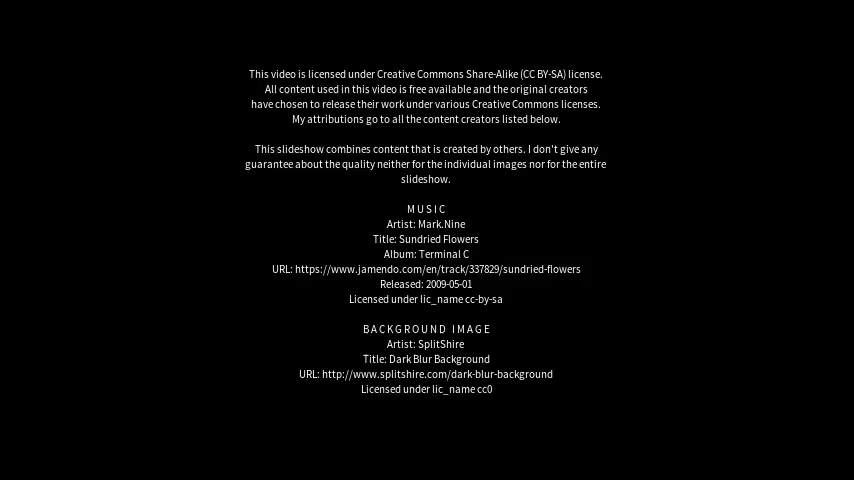 This video is licensed under Creative Commons Share-Alike (CC BY-SA) license.
All content used in this video is free available and the original creators
have chosen to release their work under various Creative Commons licenses.
My attributions go to all the content creators listed below.
This slideshow combines content that is created by others. I don't give any
guarantee about the quality neither for the individual images nor for the entire
slideshow.
MUSIC
Artist: Mark.Nine
Title: Sundried Flowers
Album: Terminal C
URL: https://www.jamendo.com/en/track/337829/sundried-flowers
Released: 2009-05-01
Licensed under lic_name cc-by-sa
BACKGROUND IMAGE
Artist: SplitShire
Title: Dark Blur Background
URL: http://www.splitshire.com/dark-blur-background
Licensed under lic_name cc0